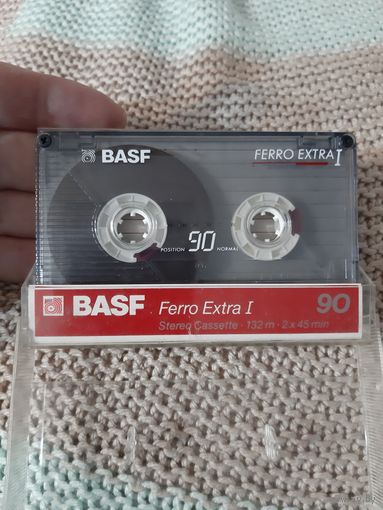 BASF FERRO EXTRA I
POSITION 90 NORMAL
BASF Ferro Extra I 90
Stereo Cassette · 132 m · 2 x 45 min